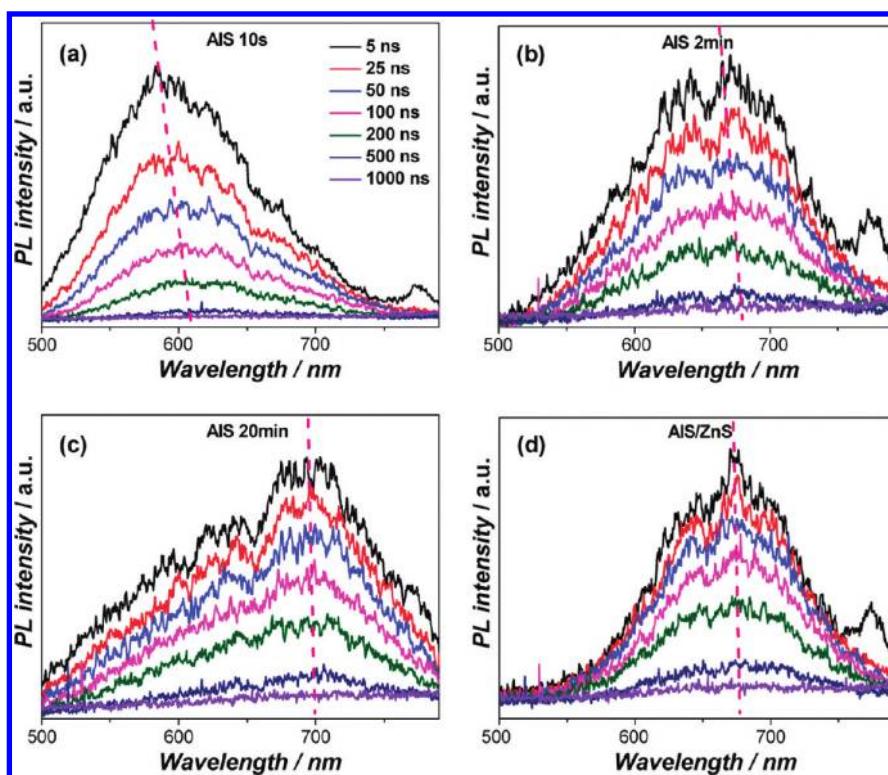 (a)
AIS 10s
5 ns
25 ns
50 ns
100 ns
200 ns
500 ns
1000 ns
PL intensity / a.u.
500 600 700
Wavelength / nm
(b)
AIS 2min
PL intensity / a.u.
500 600 700
Wavelength / nm
(c)
AIS 20min
PL intensity / a.u.
500 600 700
Wavelength / nm
(d)
AIS/ZnS
PL intensity / a.u.
500 600 700
Wavelength / nm